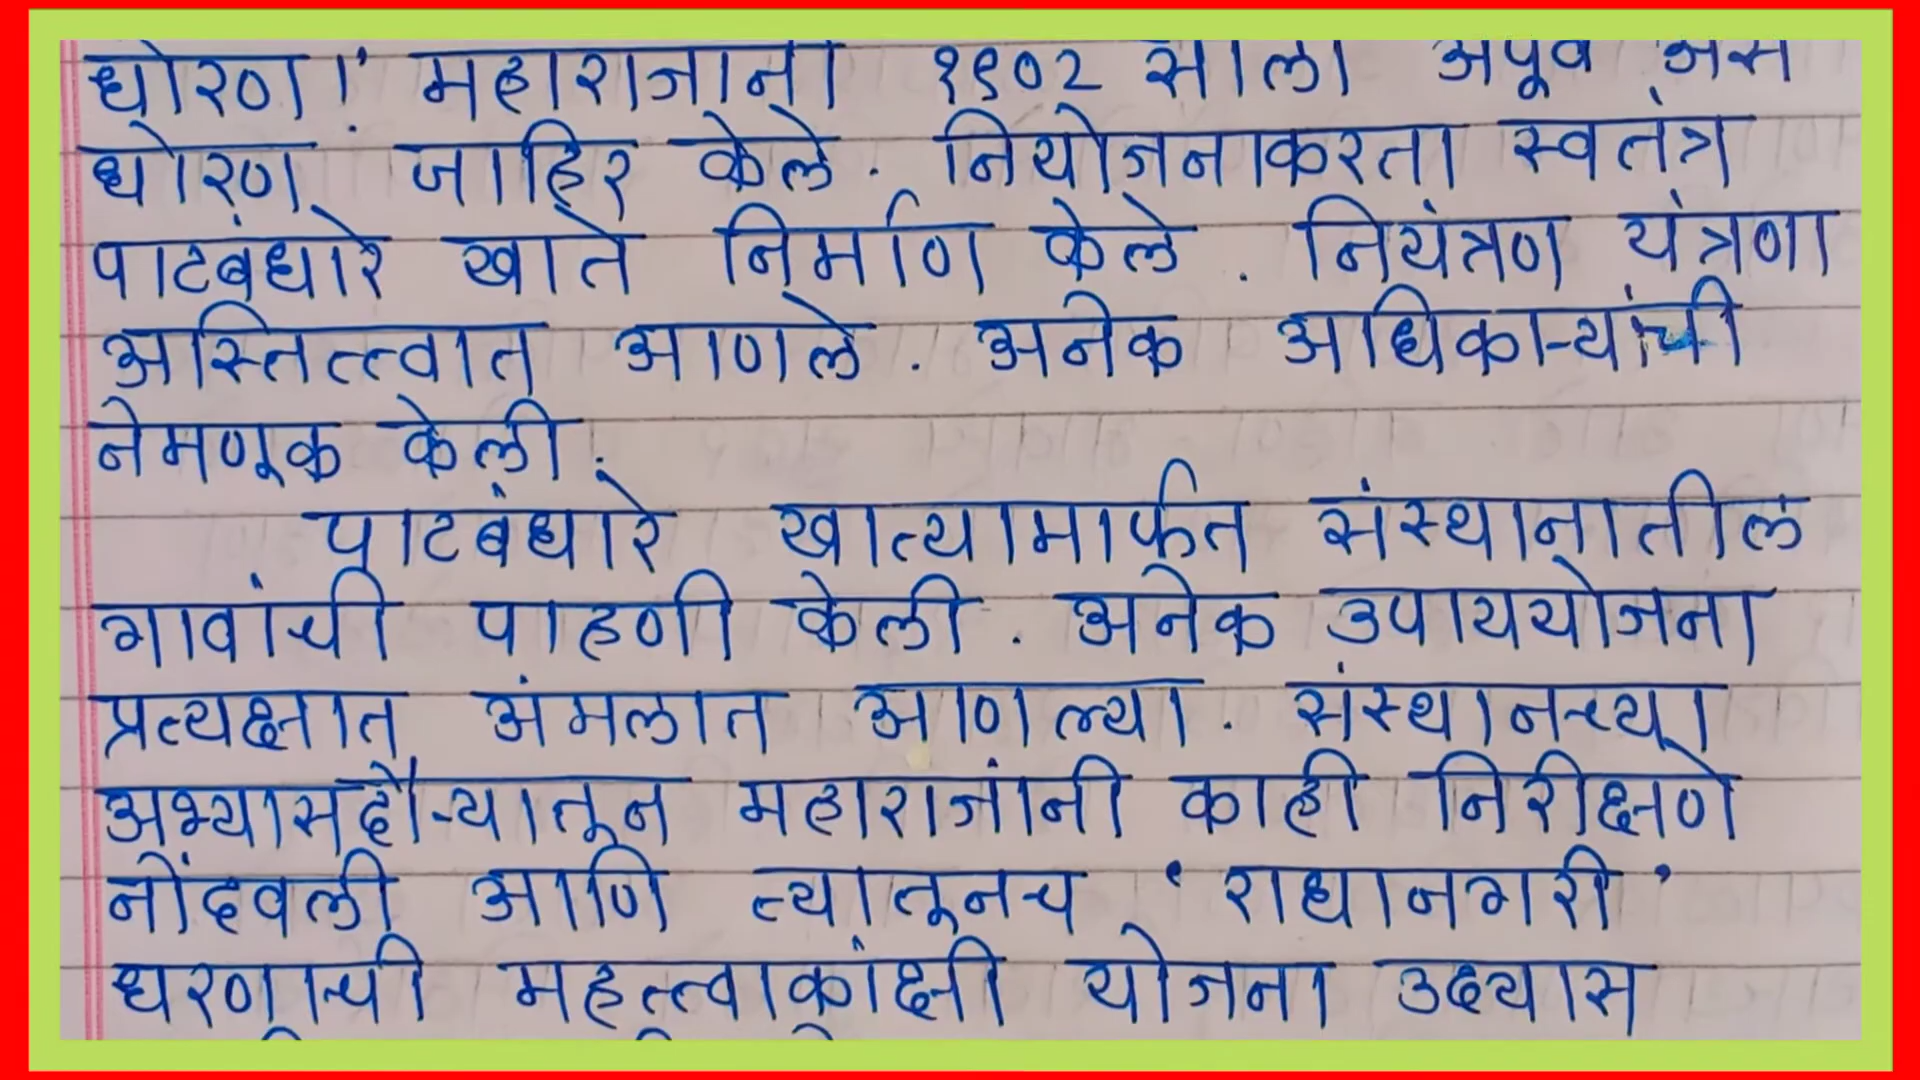 धोरण।' महाराजांनी १९०२ साली अपूर्व असे
धोरण जाहिर केले. नियोजनाकरता स्वतंत्र
पाटबंधारे खाते निर्माण केले. नियंत्रण यंत्रणा
अस्तितत्त्वात आणले. अनेक अधिकाऱ्यांची
नेमणूक केली.
पाटबंधारे खात्यामार्फत संस्थानातील
गावांची पाहणी केली. अनेक उपाययोजना
प्रत्यक्षात अंमलात आणल्या. संस्थानच्या
अभ्यासदौऱ्यातून महाराजांनी काही निरीक्षणे
नोंदवली आणि त्यातूनच 'राधानगरी'
धरणाची महत्त्वाकांक्षी योजना उदयास